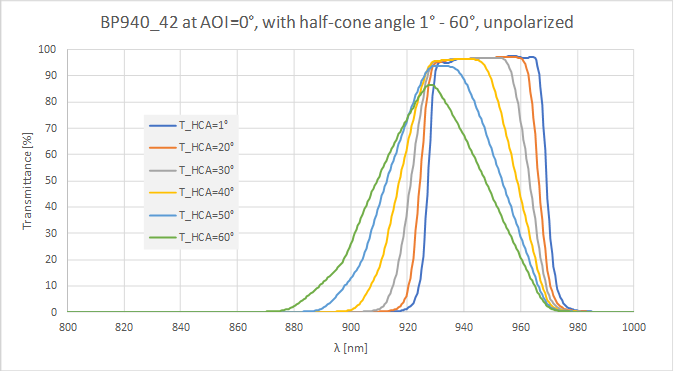 BP940_42 at AOI=0°, with half-cone angle 1° - 60°, unpolarized
100
90
80
70
60
50
40
30
20
10
0
Transmittance [%]
T_HCA=1°
T_HCA=20°
T_HCA=30°
T_HCA=40°
T_HCA=50°
T_HCA=60°
800 820 840 860 880 900 920 940 960 980 1000
λ [nm]